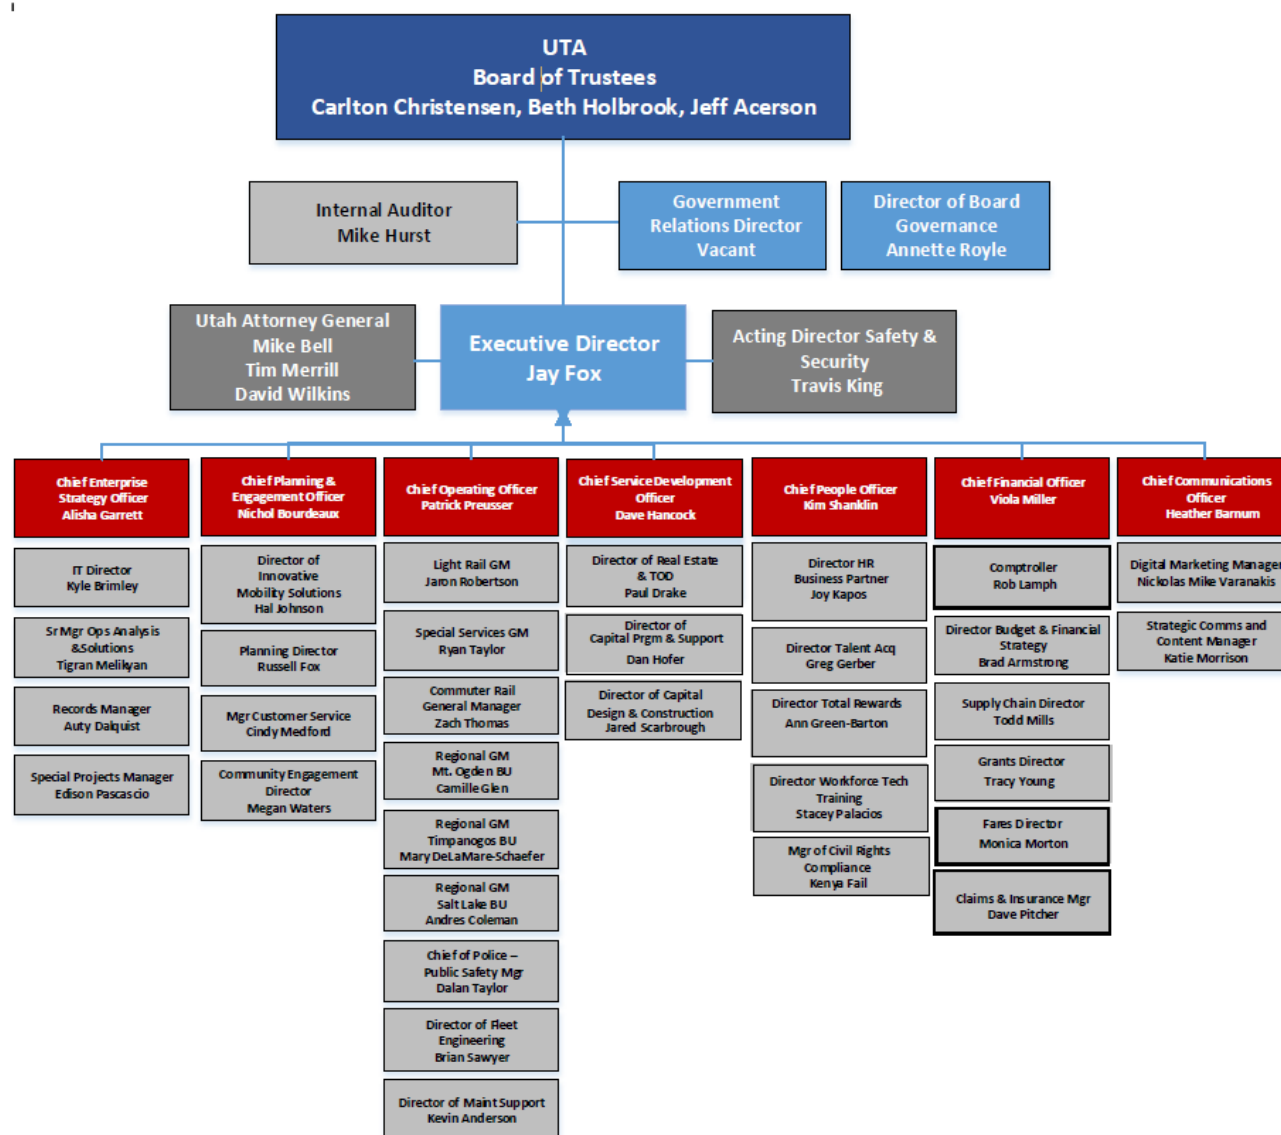 UTA
Board of Trustees
Carlton Christensen, Beth Holbrook, Jeff Acerson
Internal Auditor
Mike Hurst
Government
Relations Director
Vacant
Director of Board
Governance
Annette Royle
Utah Attorney General
Mike Bell
Tim Merrill
David Wilkins
Executive Director
Jay Fox
Acting Director Safety &
Security
Travis King
Chief Enterprise
Strategy Officer
Alisha Garrett
IT Director
Kyle Brimley
Sr Mgr Ops Analysis
&Solutions
Tigran Melikyan
Records Manager
Auty Dalquist
Special Projects Manager
Edison Pascascio
Chief Planning &
Engagement Officer
Nichol Bourdeaux
Director of
Innovative
Mobility Solutions
Hal Johnson
Planning Director
Russell Fox
Mgr Customer Service
Cindy Medford
Community Engagement
Director
Megan Waters
Chief Operating Officer
Patrick Preusser
Light Rail GM
Jaron Robertson
Special Services GM
Ryan Taylor
Commuter Rail
General Manager
Zach Thomas
Regional GM
Mt. Ogden BU
Camille Glen
Regional GM
Timpanogos BU
Mary DeLaMare-Schaefer
Regional GM
Salt Lake BU
Andres Coleman
Chief of Police –
Public Safety Mgr
Dalan Taylor
Director of Fleet
Engineering
Brian Sawyer
Director of Maint Support
Kevin Anderson
Chief Service Development
Officer
Dave Hancock
Director of Real Estate
& TOD
Paul Drake
Director of
Capital Prgm & Support
Dan Hofer
Director of Capital
Design & Construction
Jared Scarbrough
Chief People Officer
Kim Shanklin
Director HR
Business Partner
Joy Kapos
Director Talent Acq
Greg Gerber
Director Total Rewards
Ann Green-Barton
Director Workforce Tech
Training
Stacey Palacios
Mgr of Civil Rights
Compliance
Kenya Fail
Chief Financial Officer
Viola Miller
Comptroller
Rob Lamph
Director Budget & Financial
Strategy
Brad Armstrong
Supply Chain Director
Todd Mills
Grants Director
Tracy Young
Fares Director
Monica Morton
Claims & Insurance Mgr
Dave Pitcher
Chief Communications
Officer
Heather Barnum
Digital Marketing Manager
Nickolas Mike Varanakis
Strategic Comms and
Content Manager
Katie Morrison